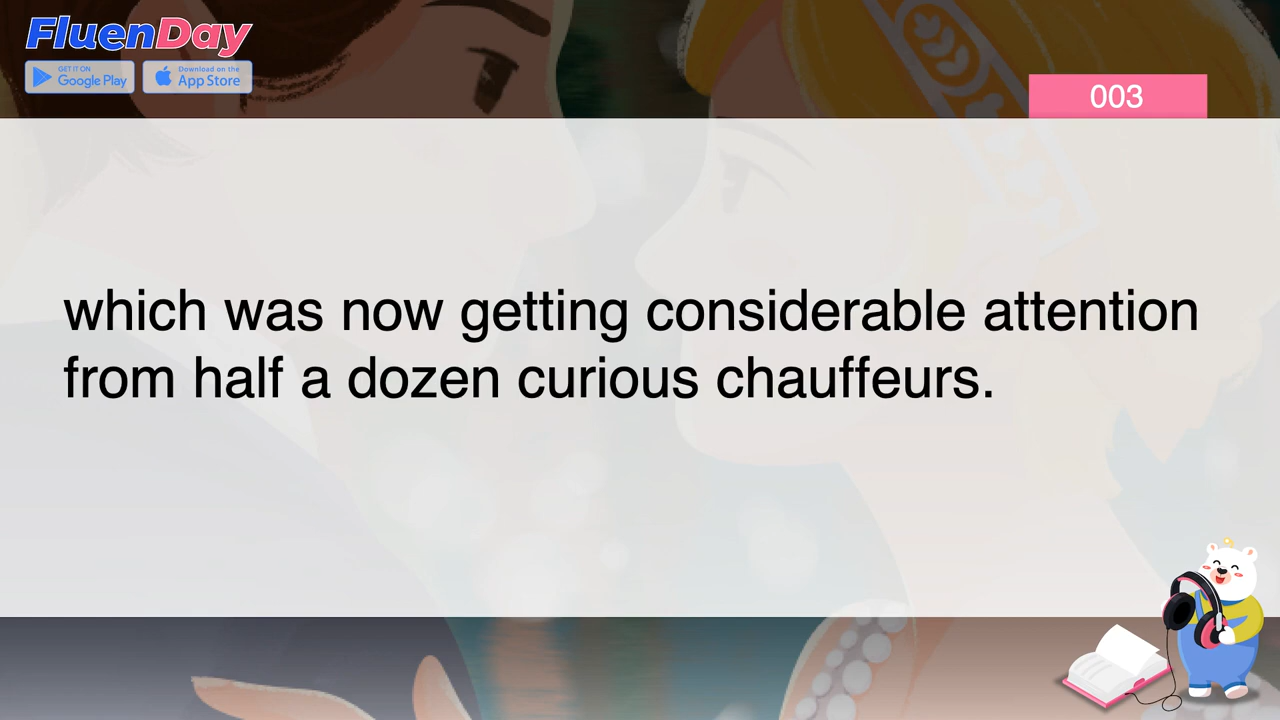 FluenDay
GET IT ON
Google Play
Download on the
App Store
003
which was now getting considerable attention
from half a dozen curious chauffeurs.